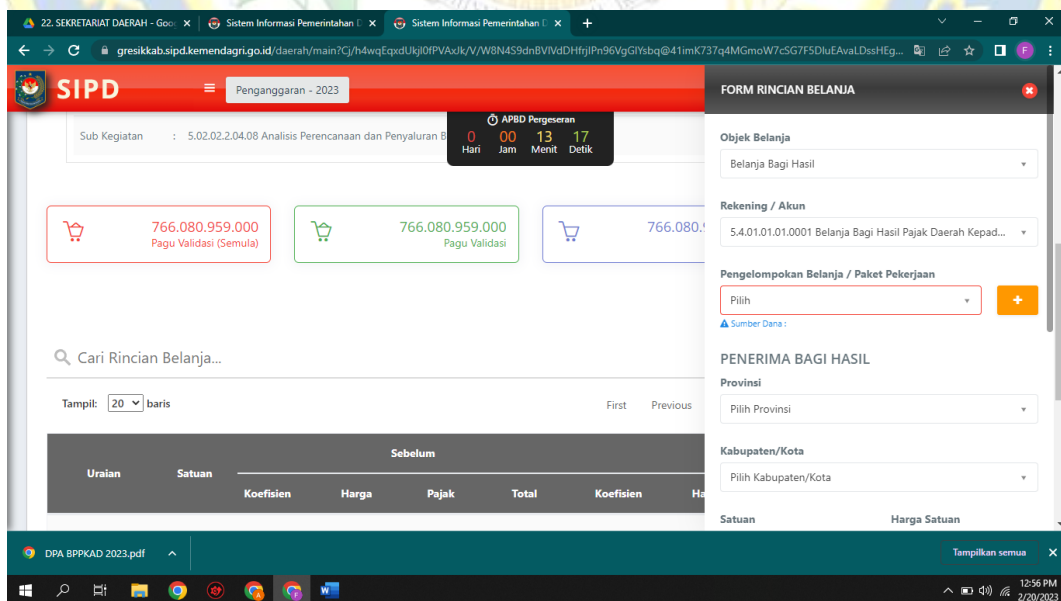 22. SEKRETARIAT DAERAH - Goo
Sistem Informasi Pemerintahan D
Sistem Informasi Pemerintahan D
gresikkab.sipd.kemendagri.go.id/daerah/main?
SIPD
Penganggaran - 2023
Sub Kegiatan : 5.02.02.2.04.08 Analisis Perencanaan dan Penyaluran B
APBD Pergeseran
0 00 13 17
Hari Jam Menit Detik
766.080.959.000
Pagu Validasi (Semula)
766.080.959.000
Pagu Validasi
766.080.9
Cari Rincian Belanja...
Tampil: 20 baris
First Previous
Uraian Satuan Sebelum
Koefisien Harga Pajak Total Koefisien Ha
FORM RINCIAN BELANJA
Objek Belanja
Belanja Bagi Hasil
Rekening / Akun
5.4.01.01.01.0001 Belanja Bagi Hasil Pajak Daerah Kepad...
Pengelompokan Belanja / Paket Pekerjaan
Pilih
+
Sumber Dana :
PENERIMA BAGI HASIL
Provinsi
Pilih Provinsi
Kabupaten/Kota
Pilih Kabupaten/Kota
Satuan Harga Satuan
DPA BPPKAD 2023.pdf
Tampilkan semua
12:56 PM
2/20/2023